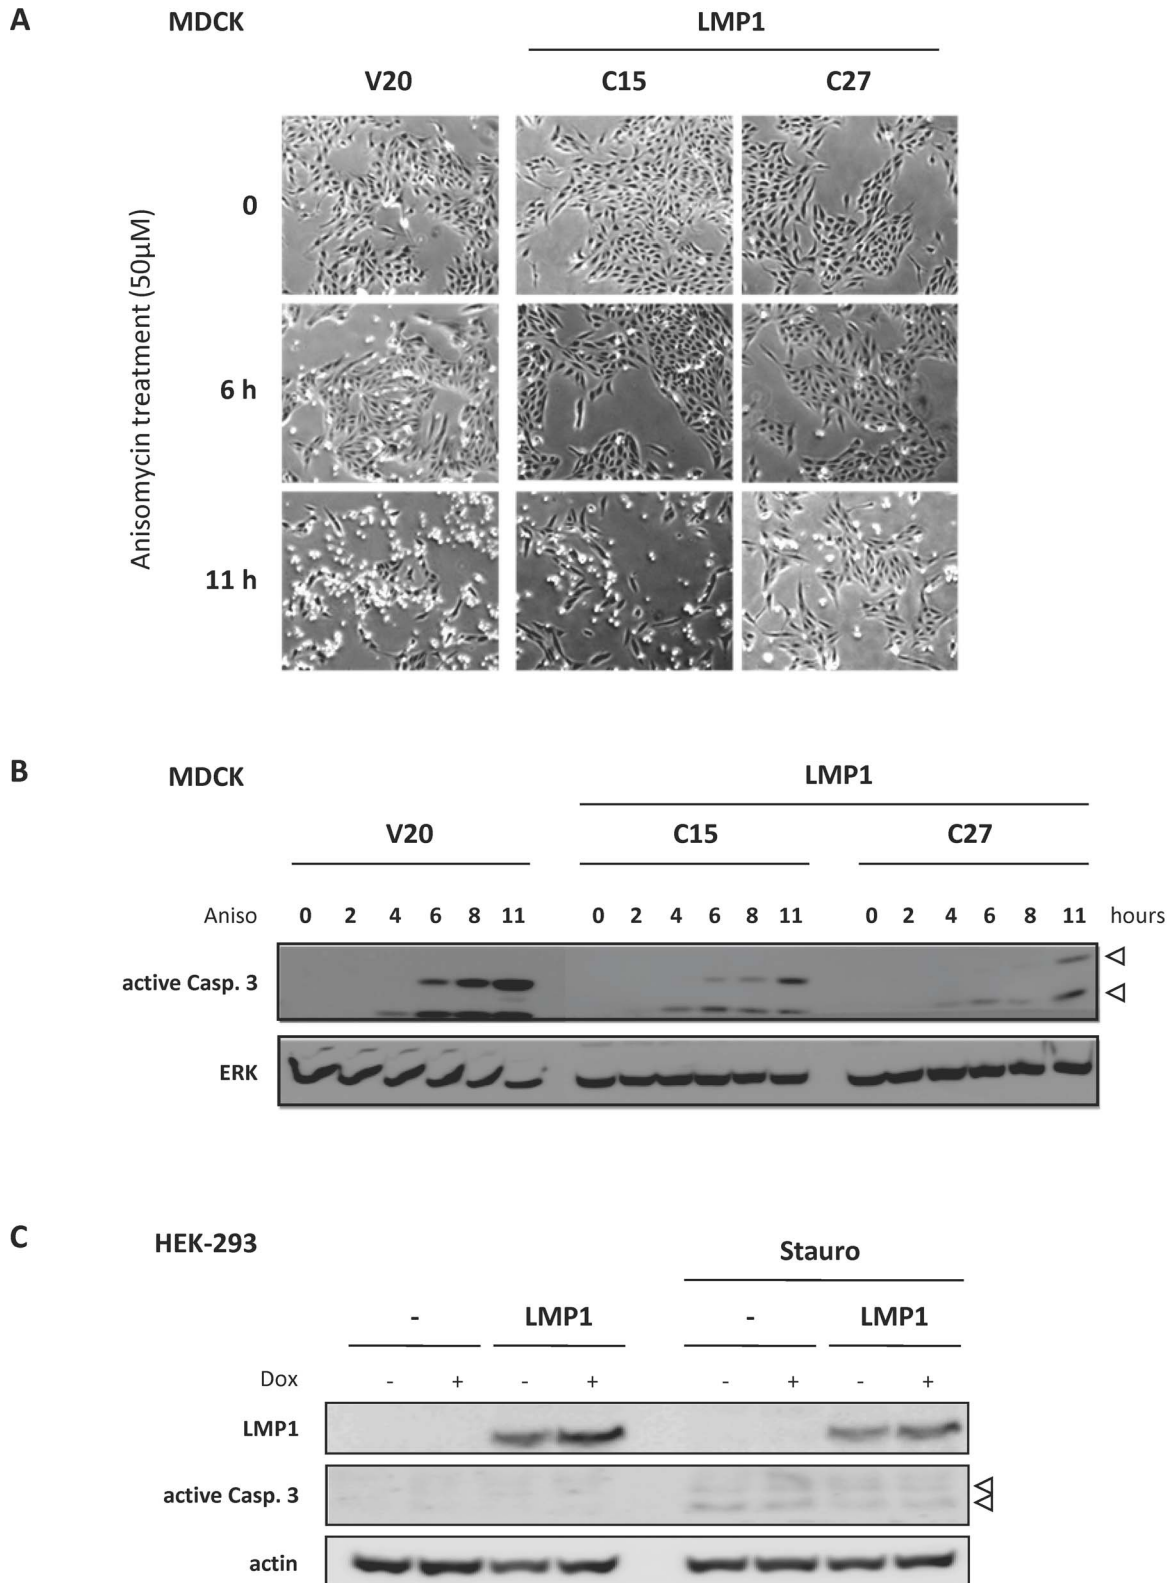 A
MDCK LMP1
V20 C15 C27
Anisomycin treatment (50µM)
0
6 h
11 h
B
MDCK LMP1
V20 C15 C27
Aniso 0 2 4 6 8 11 0 2 4 6 8 11 0 2 4 6 8 11 hours
active Casp. 3
ERK
C
HEK-293 Stauro
- LMP1 - LMP1
Dox - + - + - + - +
LMP1
active Casp. 3
actin